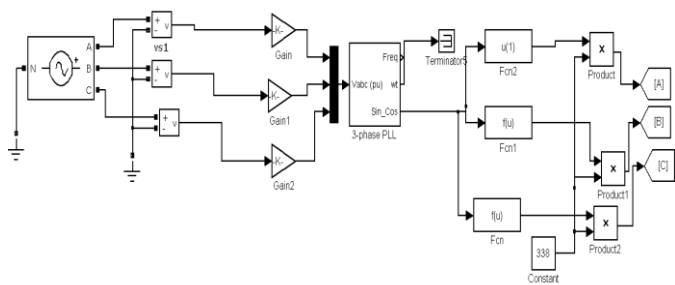 N
A
B
C
+
+
-
v
vs1
+
-
v
+
-
v
-K-
Gain
-K-
Gain1
-K-
Gain2
Vabc (pu)
Freq
wt
Sin_Cos
3-phase PLL
Terminator5
u(1)
Fcn2
f(u)
Fcn1
f(u)
Fcn
338
Constant
x
Product
x
Product1
x
Product2
[A]
[B]
[C]